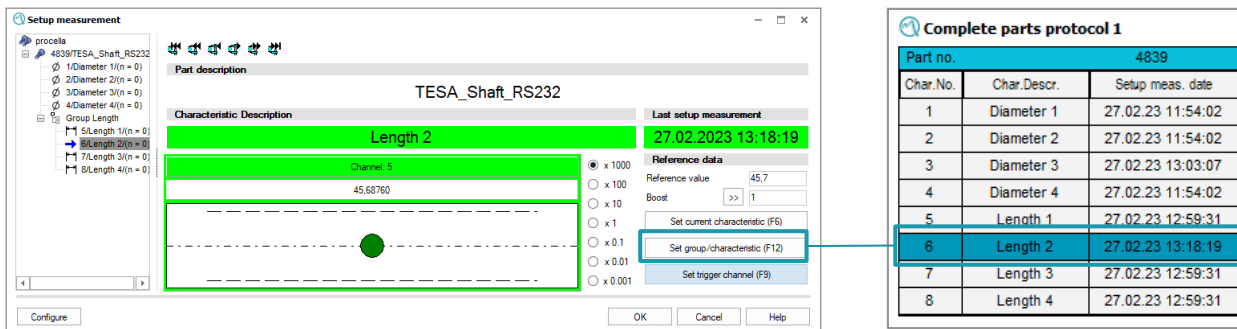 Setup measurement
procella
4839/TESA_Shaft_RS232
1/Diameter 1/(n = 0)
2/Diameter 2/(n = 0)
3/Diameter 3/(n = 0)
4/Diameter 4/(n = 0)
Group Length
5/Length 1/(n = 0)
6/Length 2/(n = 0)
7/Length 3/(n = 0)
8/Length 4/(n = 0)
Part description
TESA_Shaft_RS232
Characteristic Description
Last setup measurement
Length 2
27.02.2023 13:18:19
Channel: 5
45,68760
x 1000
x 100
x 10
x 1
x 0.1
x 0.01
x 0.001
Reference data
Reference value 45,7
Boost >> 1
Set current characteristic (F6)
Set group/characteristic (F12)
Set trigger channel (F9)
Configure
OK Cancel Help
Complete parts protocol 1
Part no. 4839
Char.No. Char.Descr. Setup meas. date
1 Diameter 1 27.02.23 11:54:02
2 Diameter 2 27.02.23 11:54:02
3 Diameter 3 27.02.23 13:03:07
4 Diameter 4 27.02.23 11:54:02
5 Length 1 27.02.23 12:59:31
6 Length 2 27.02.23 13:18:19
7 Length 3 27.02.23 12:59:31
8 Length 4 27.02.23 12:59:31